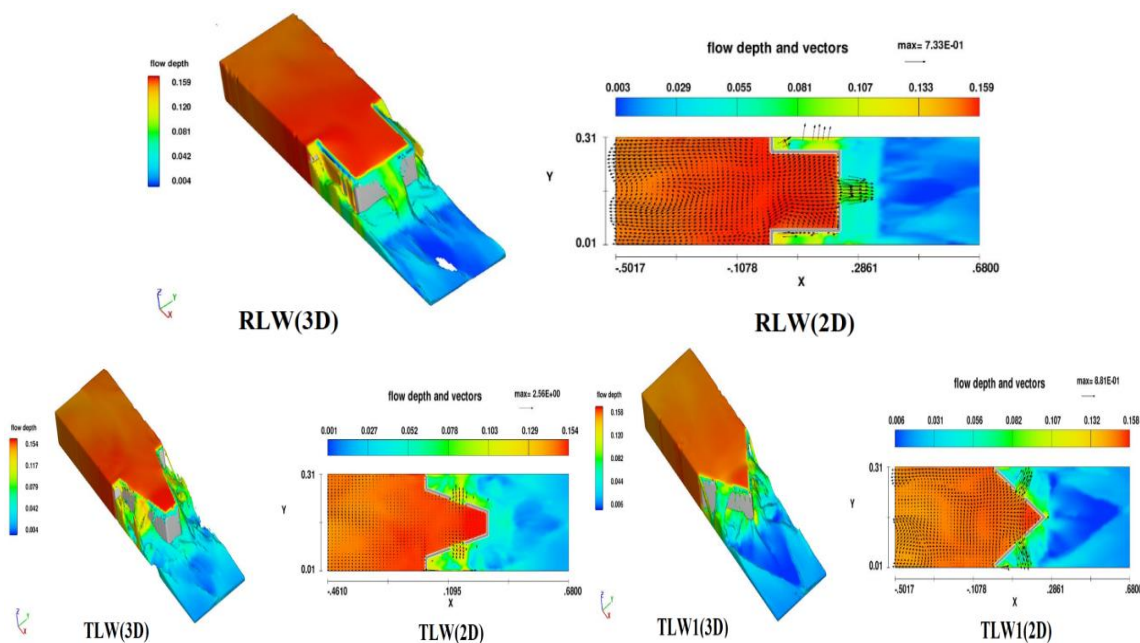 flow depth
0.159
0.120
0.081
0.042
0.004
Z
Y
X
RLW(3D)
flow depth and vectors
max= 7.33E-01
0.003 0.029 0.055 0.081 0.107 0.133 0.159
0.31
Y
0.01
-.5017 -.1078 .2861 .6800
X
RLW(2D)
flow depth
0.154
0.117
0.079
0.042
0.004
Z
Y
X
TLW(3D)
flow depth and vectors
max= 2.56E+00
0.001 0.027 0.052 0.078 0.103 0.129 0.154
0.31
Y
0.01
-.4610 .1095 .6800
X
TLW(2D)
flow depth
0.158
0.120
0.082
0.044
0.006
Z
Y
X
TLW1(3D)
flow depth and vectors
max= 8.81E-01
0.006 0.031 0.056 0.082 0.107 0.132 0.158
0.31
Y
0.01
-.5017 -.1078 .2861 .6800
X
TLW1(2D)